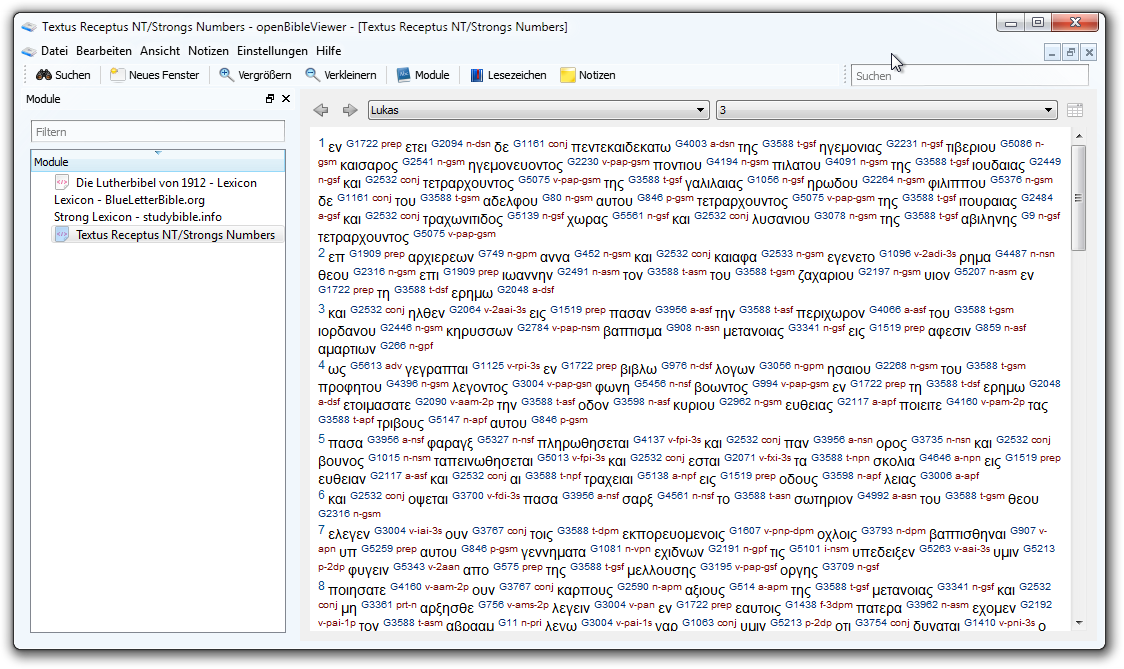 Textus Receptus NT/Strongs Numbers - openBibleViewer - [Textus Receptus NT/Strongs Numbers]
Datei Bearbeiten Ansicht Notizen Einstellungen Hilfe
Suchen Neues Fenster Vergrößern Verkleinern Module Lesezeichen Notizen Suchen
Module
Filtern
Module
Die Lutherbibel von 1912 - Lexicon
Lexicon - BlueLetterBible.org
Strong Lexicon - studybible.info
Textus Receptus NT/Strongs Numbers
Lukas 3
1 εν G1722 prep ετει G2094 n-dsn δε G1161 conj πεντεκαιδεκατω G4003 a-dsn της G3588 t-gsf ηγεμονιας G2231 n-gsf τιβεριου G5086 n-
gsm καισαρος G2541 n-gsm ηγεμονευοντος G2230 v-pap-gsm ποντιου G4194 n-gsm πιλατου G4091 n-gsm της G3588 t-gsf ιουδαιας G2449
n-gsf και G2532 conj τετραρχουντος G5075 v-pap-gsm της G3588 t-gsf γαλιλαιας G1056 n-gsf ηρωδου G2264 n-gsm φιλιππου G5376 n-gsm
δε G1161 conj του G3588 t-gsm αδελφου G80 n-gsm αυτου G846 p-gsm τετραρχουντος G5075 v-pap-gsm της G3588 t-gsf ιτουραιας G2484
a-gsf και G2532 conj τραχωνιτιδος G5139 n-gsf χωρας G5561 n-gsf και G2532 conj λυσανιου G3078 n-gsm της G3588 t-gsf αβιληνης G9 n-gsf
τετραρχουντος G5075 v-pap-gsm
2 επ G1909 prep αρχιερεων G749 n-gpm αννα G452 n-gsm και G2532 conj καιαφα G2533 n-gsm εγενετο G1096 v-2adi-3s ρημα G4487 n-nsn
θεου G2316 n-gsm επι G1909 prep ιωαννην G2491 n-asm τον G3588 t-asm του G3588 t-gsm ζαχαριου G2197 n-gsm υιον G5207 n-asm εν
G1722 prep τη G3588 t-dsf ερημω G2048 a-dsf
3 και G2532 conj ηλθεν G2064 v-2aai-3s εις G1519 prep πασαν G3956 a-asf την G3588 t-asf περιχωρον G4066 a-asf του G3588 t-gsm
ιορδανου G2446 n-gsm κηρυσσων G2784 v-pap-nsm βαπτισμα G908 n-asn μετανοιας G3341 n-gsf εις G1519 prep αφεσιν G859 n-asf
αμαρτιων G266 n-gpf
4 ως G5613 adv γεγραπται G1125 v-rpi-3s εν G1722 prep βιβλω G976 n-dsf λογων G3056 n-gpm ησαιου G2268 n-gsm του G3588 t-gsm
προφητου G4396 n-gsm λεγοντος G3004 v-pap-gsm φωνη G5456 n-nsf βοωντος G994 v-pap-gsm εν G1722 prep τη G3588 t-dsf ερημω G2048
a-dsf ετοιμασατε G2090 v-aam-2p την G3588 t-asf οδον G3598 n-asf κυριου G2962 n-gsm ευθειας G2117 a-apf ποιειτε G4160 v-pam-2p τας
G3588 t-apf τριβους G5147 n-apf αυτου G846 p-gsm
5 πασα G3956 a-nsf φαραγξ G5327 n-nsf πληρωθησεται G4137 v-fpi-3s και G2532 conj παν G3956 a-nsn ορος G3735 n-nsn και G2532 conj
βουνος G1015 n-nsm ταπεινωθησεται G5013 v-fpi-3s και G2532 conj εσται G2071 v-fxi-3s τα G3588 t-npn σκολια G4646 a-npn εις G1519 prep
ευθειαν G2117 a-asf και G2532 conj αι G3588 t-npf τραχειαι G5138 a-npf εις G1519 prep οδους G3598 n-apf λειας G3006 a-apf
6 και G2532 conj οψεται G3700 v-fdi-3s πασα G3956 a-nsf σαρξ G4561 n-nsf το G3588 t-asn σωτηριον G4992 a-asn του G3588 t-gsm θεου
G2316 n-gsm
7 ελεγεν G3004 v-iai-3s ουν G3767 conj τοις G3588 t-dpm εκπορευομενοις G1607 v-pnp-dpm οχλοις G3793 n-dpm βαπτισθηναι G907 v-
apn υπ G5259 prep αυτου G846 p-gsm γεννηματα G1081 n-vpn εχιδνων G2191 n-gpf τις G5101 i-nsm υπεδειξεν G5263 v-aai-3s υμιν G5213
p-2dp φυγειν G5343 v-2aan απο G575 prep της G3588 t-gsf μελλουσης G3195 v-pap-gsf οργης G3709 n-gsf
8 ποιησατε G4160 v-aam-2p ουν G3767 conj καρπους G2590 n-apm αξιους G514 a-apm της G3588 t-gsf μετανοιας G3341 n-gsf και G2532
conj μη G3361 prt-n αρξησθε G756 v-ams-2p λεγειν G3004 v-pan εν G1722 prep εαυτοις G1438 f-3dpm πατερα G3962 n-asm εχομεν G2192
v-pai-1p τον G3588 t-asm αβρααμ G11 n-pri λεγω G3004 v-pai-1s γαρ G1063 conj υμιν G5213 p-2dp οτι G3754 conj δυναται G1410 v-pni-3s ο